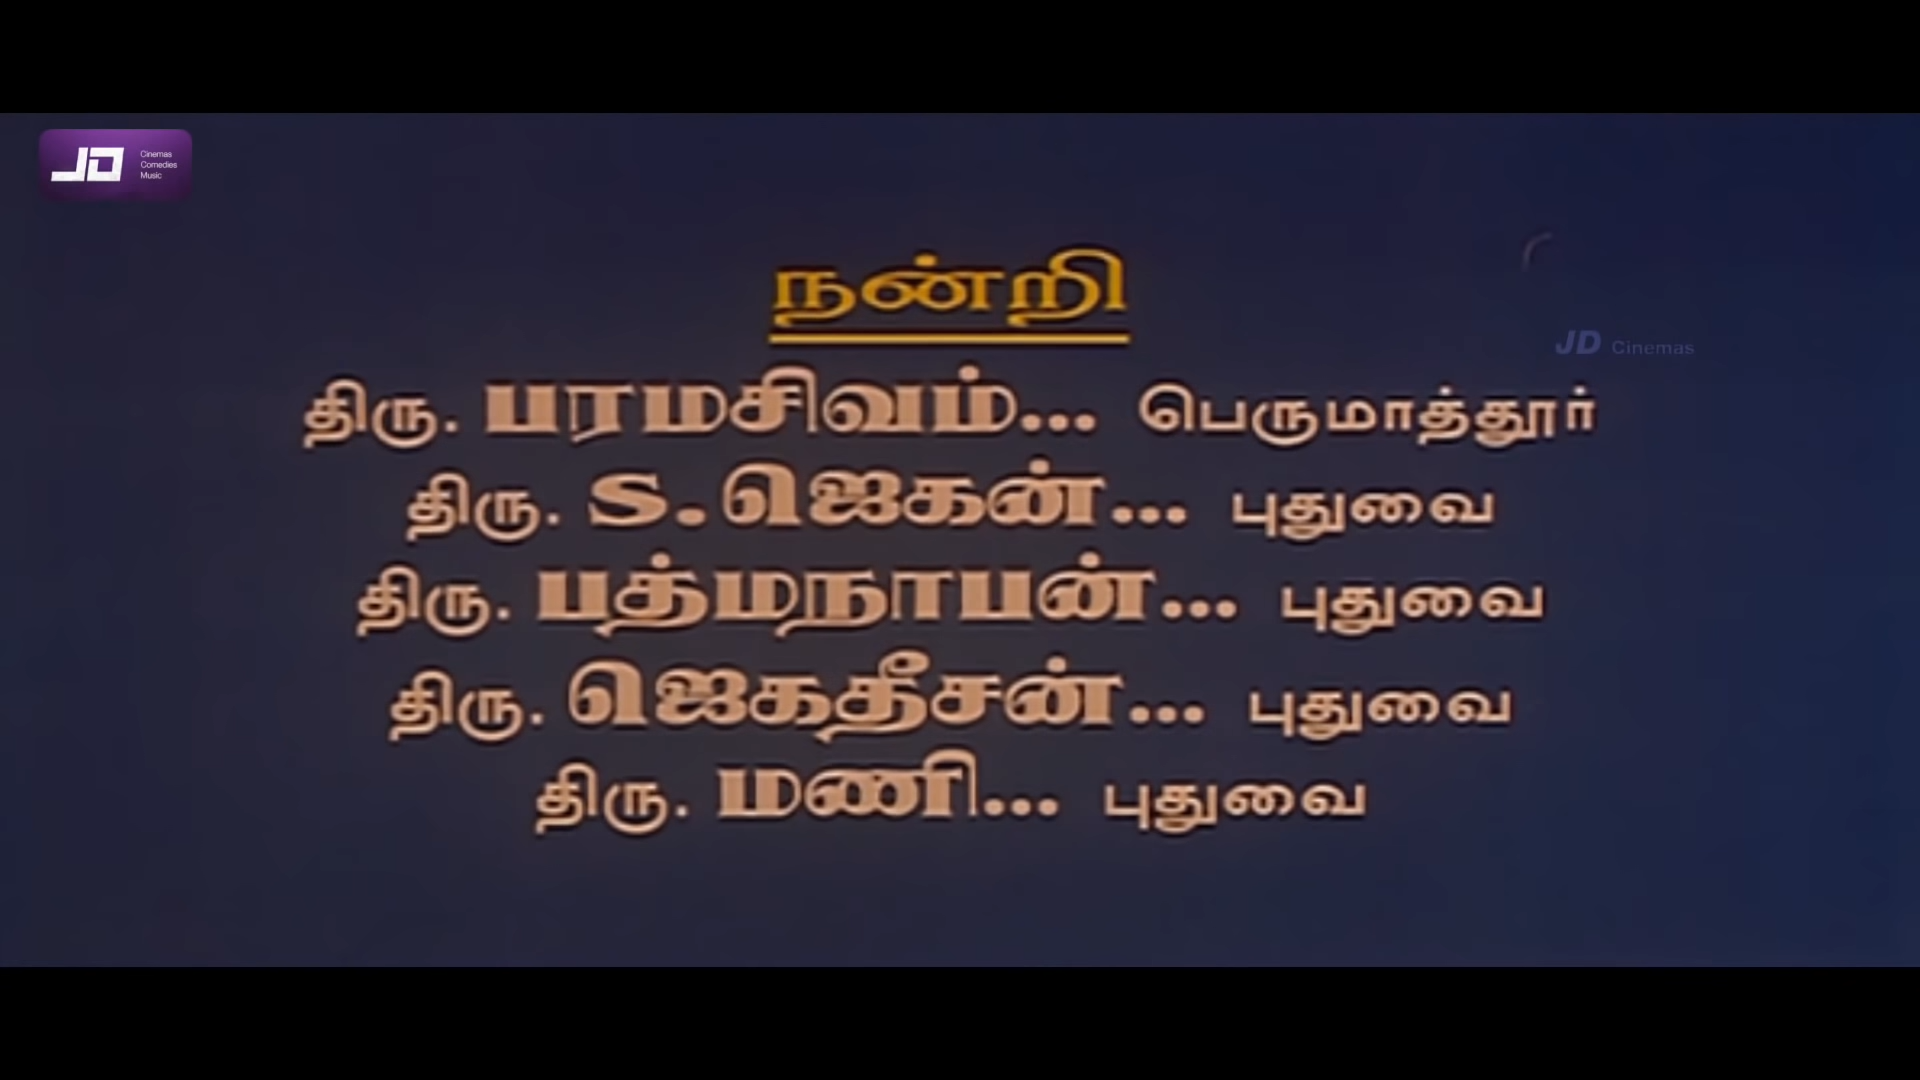 JD
Cinemas
Comedies
Music
நன்றி
JD Cinemas
திரு. பரமசிவம்... பெருமாத்தூர்
திரு. S.ஜெகன்... புதுவை
திரு. பத்மநாபன்... புதுவை
திரு. ஜெகதீசன்... புதுவை
திரு. மணி... புதுவை